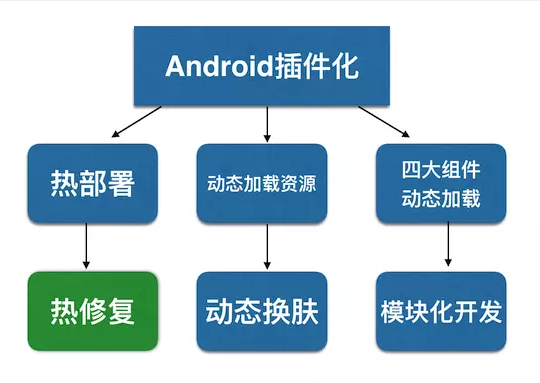 Android插件化
热部署
动态加载资源
四大组件
动态加载
热修复
动态换肤
模块化开发